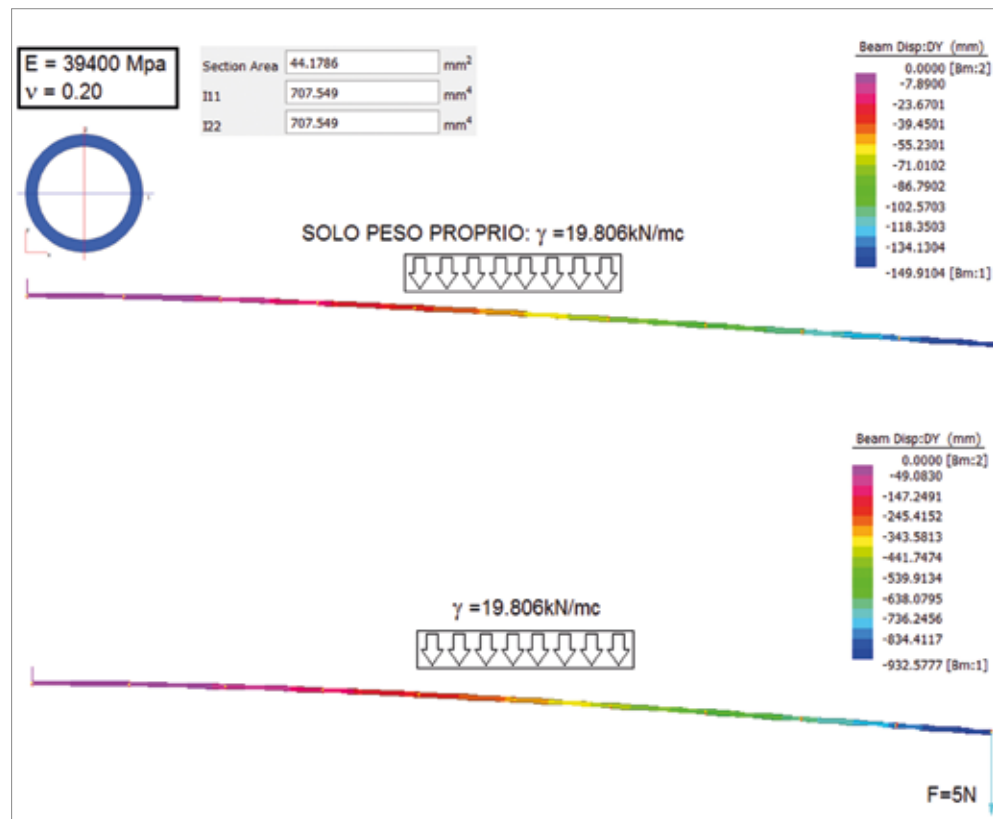 E = 39400 Mpa
ν = 0.20
Section Area 44.1786 mm²
I11 707.549 mm⁴
I22 707.549 mm⁴
Beam Disp:DY (mm)
0.0000 [Bm:2]
-7.8900
-23.6701
-39.4501
-55.2301
-71.0102
-86.7902
-102.5703
-118.3503
-134.1304
-149.9104 [Bm:1]
SOLO PESO PROPRIO: γ =19.806kN/mc
Beam Disp:DY (mm)
0.0000 [Bm:2]
-49.0830
-147.2491
-245.4152
-343.5813
-441.7474
-539.9134
-638.0795
-736.2456
-834.4117
-932.5777 [Bm:1]
γ =19.806kN/mc
F=5N